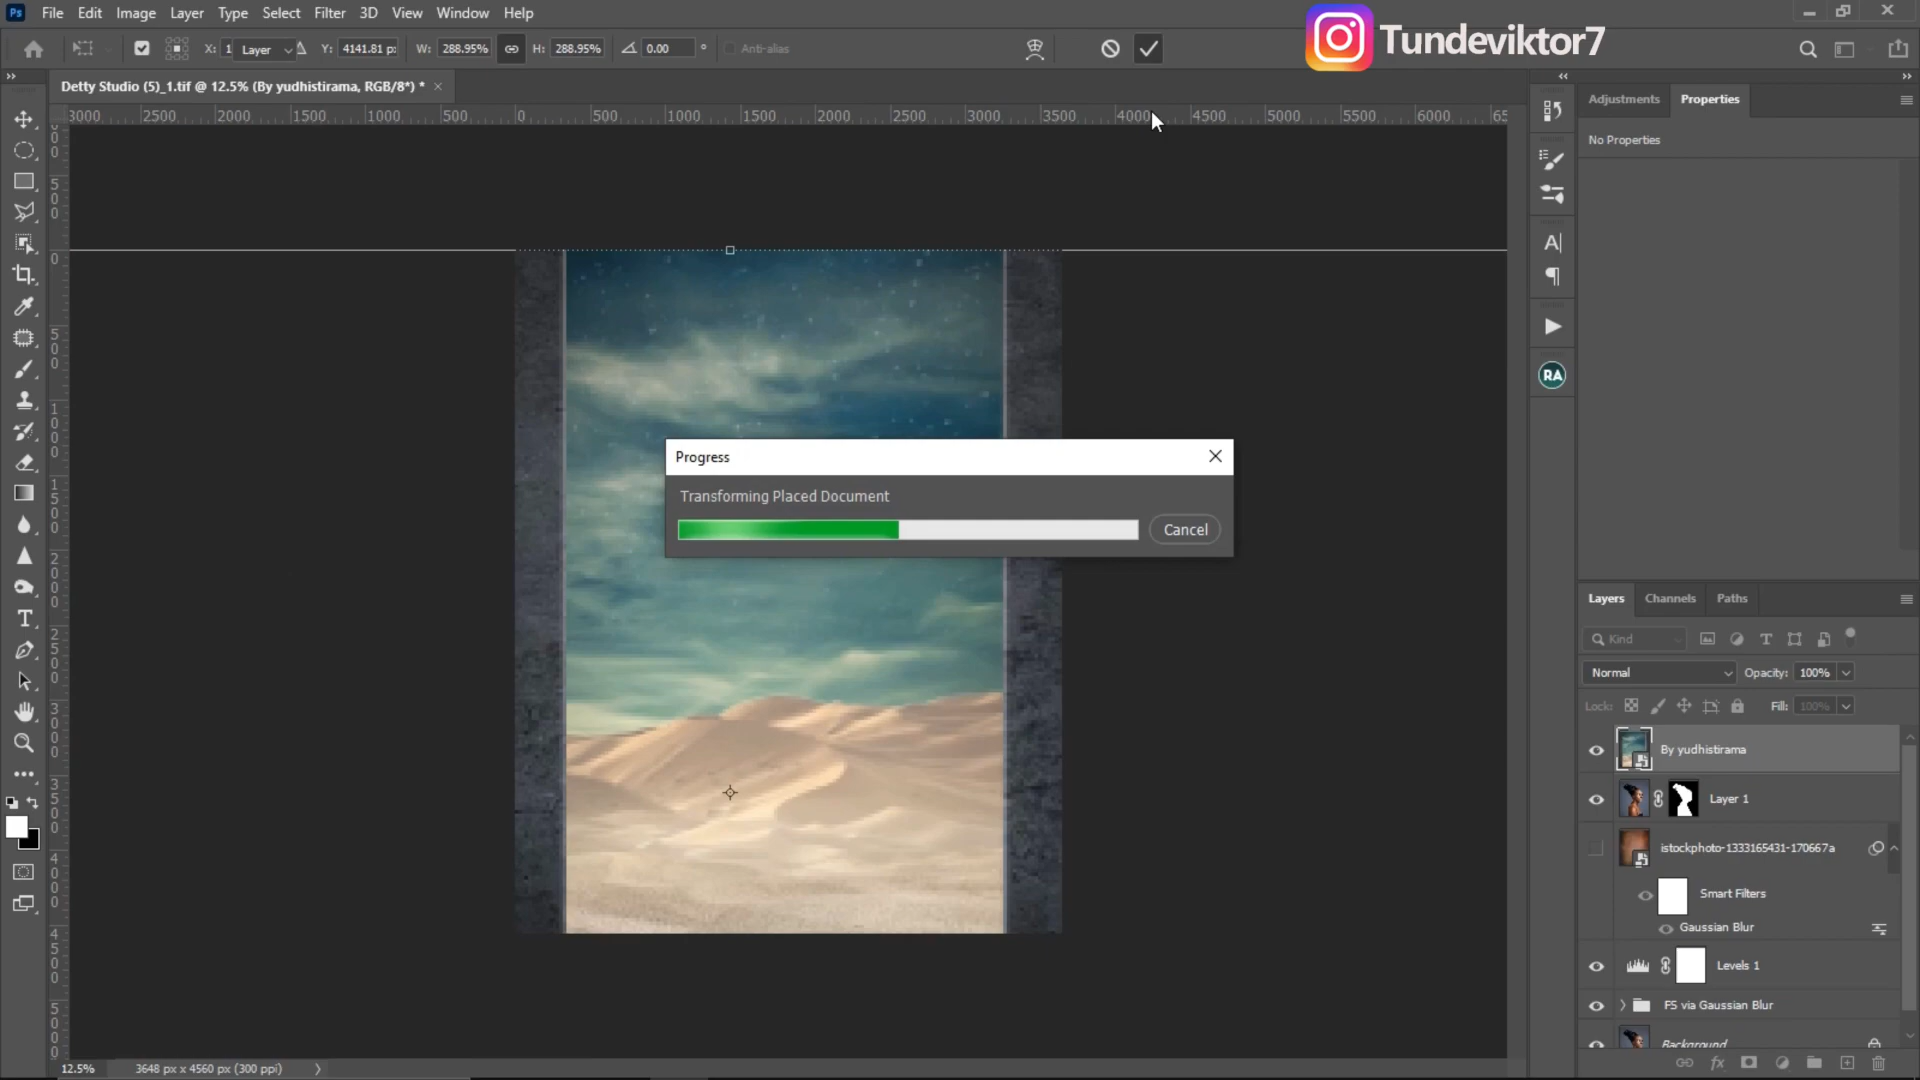 Ps File Edit Image Layer Type Select Filter 3D View Window Help
X: 1 Layer Y: 4141.81 px W: 288.95% H: 288.95% 0.00 ° Anti-alias
Tundeviktor7
Detty Studio (5)_1.tif @ 12.5% (By yudhistirama, RGB/8*) * ×
3000 2500 2000 1500 1000 500 0 500 1000 1500 2000 2500 3000 3500 4000 4500 5000 5500 6000 65
Adjustments Properties
No Properties
Progress
Transforming Placed Document
Cancel
RA
Layers Channels Paths
Kind
Normal Opacity: 100%
Lock: Fill: 100%
By yudhistirama
Layer 1
istockphoto-1333165431-170667a
Smart Filters
Gaussian Blur
Levels 1
FS via Gaussian Blur
Background
12.5% 3648 px x 4560 px (300 ppi)